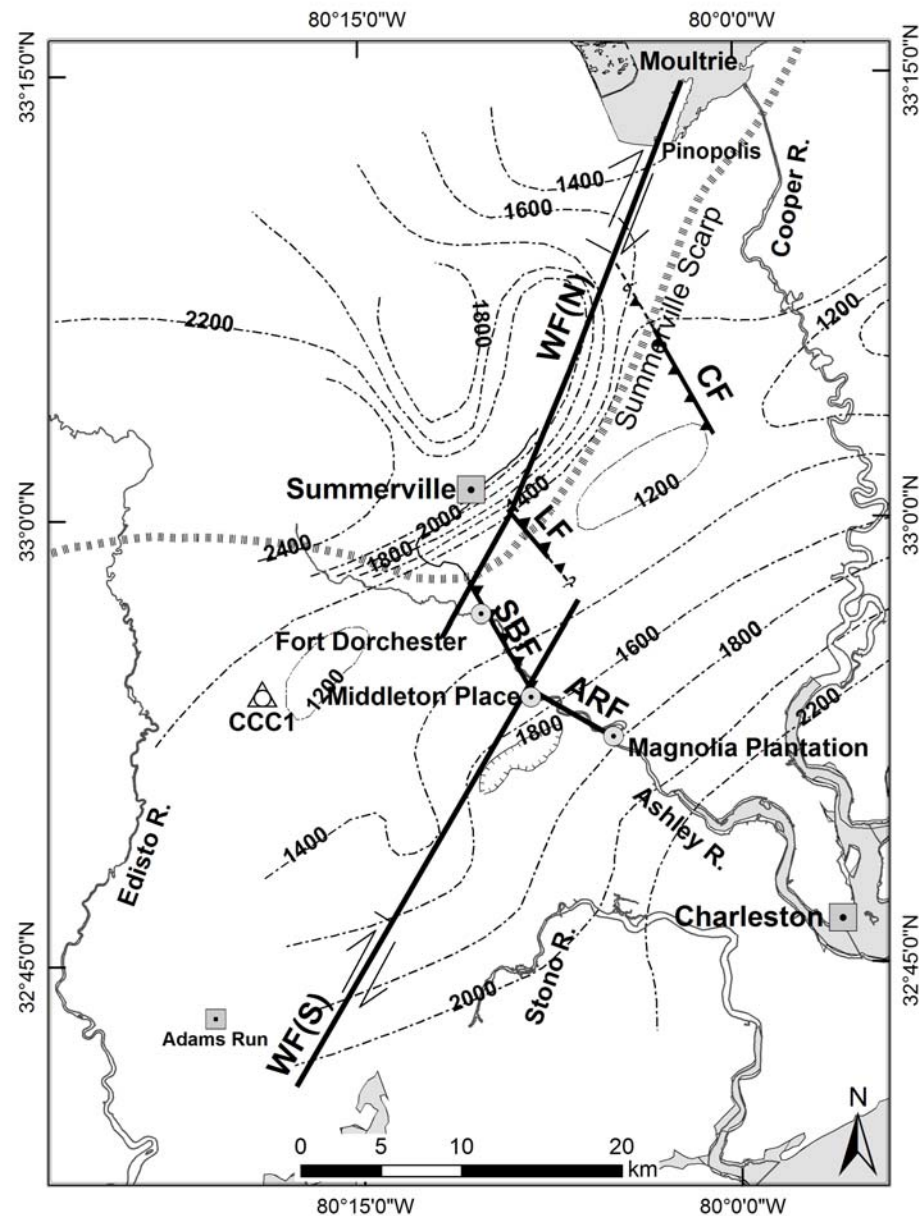 80°15'0"W
80°0'0"W
33°15'0"N
33°15'0"N
Moultrie
Pinopolis
Cooper R.
1400
1600
Summerville Scarp
1800
WF(N)
2200
1200
CF
Summerville
1200
1400
2000
LF
33°0'0"N
33°0'0"N
2400
1800
?
SBF
Fort Dorchester
1600
1800
1200
Middleton Place
ARF
CCC1
2200
1800
Magnolia Plantation
Ashley R.
Edisto R.
1400
Charleston
Stono R.
32°45'0"N
32°45'0"N
2000
WF(S)
Adams Run
N
0 5 10 20
km
80°15'0"W
80°0'0"W